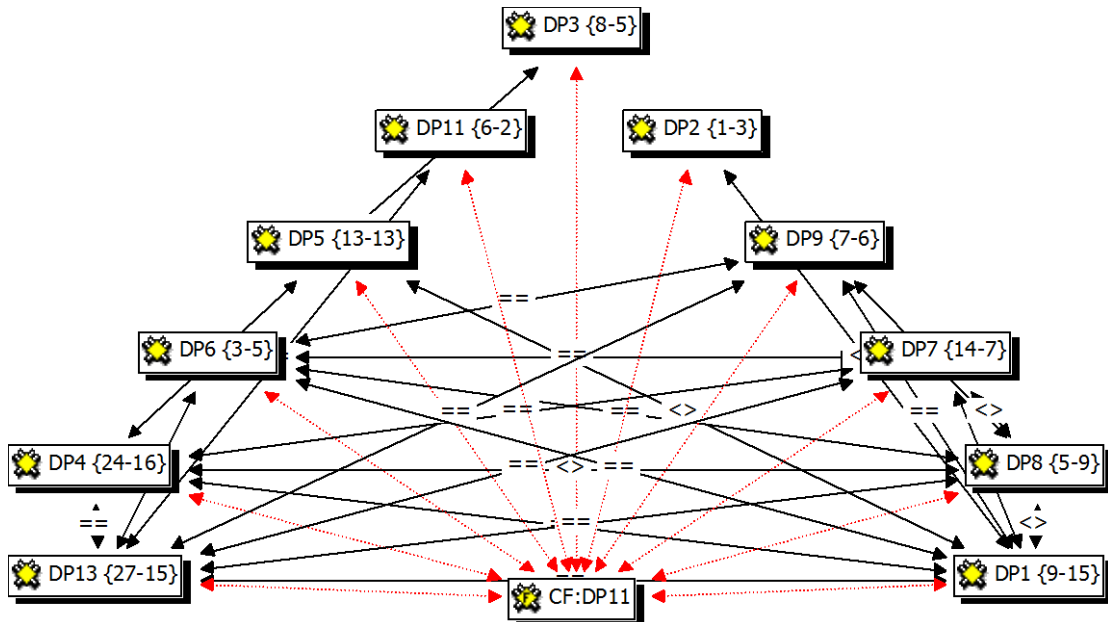 DP3 {8-5}
DP11 {6-2}
DP2 {1-3}
DP5 {13-13}
DP9 {7-6}
==
DP6 {3-5}
==
DP7 {14-7}
==
==
==
<>
==
<>
DP4 {24-16}
==
<>
==
DP8 {5-9}
==
==
<>
DP13 {27-15}
==
CF:DP11
DP1 {9-15}